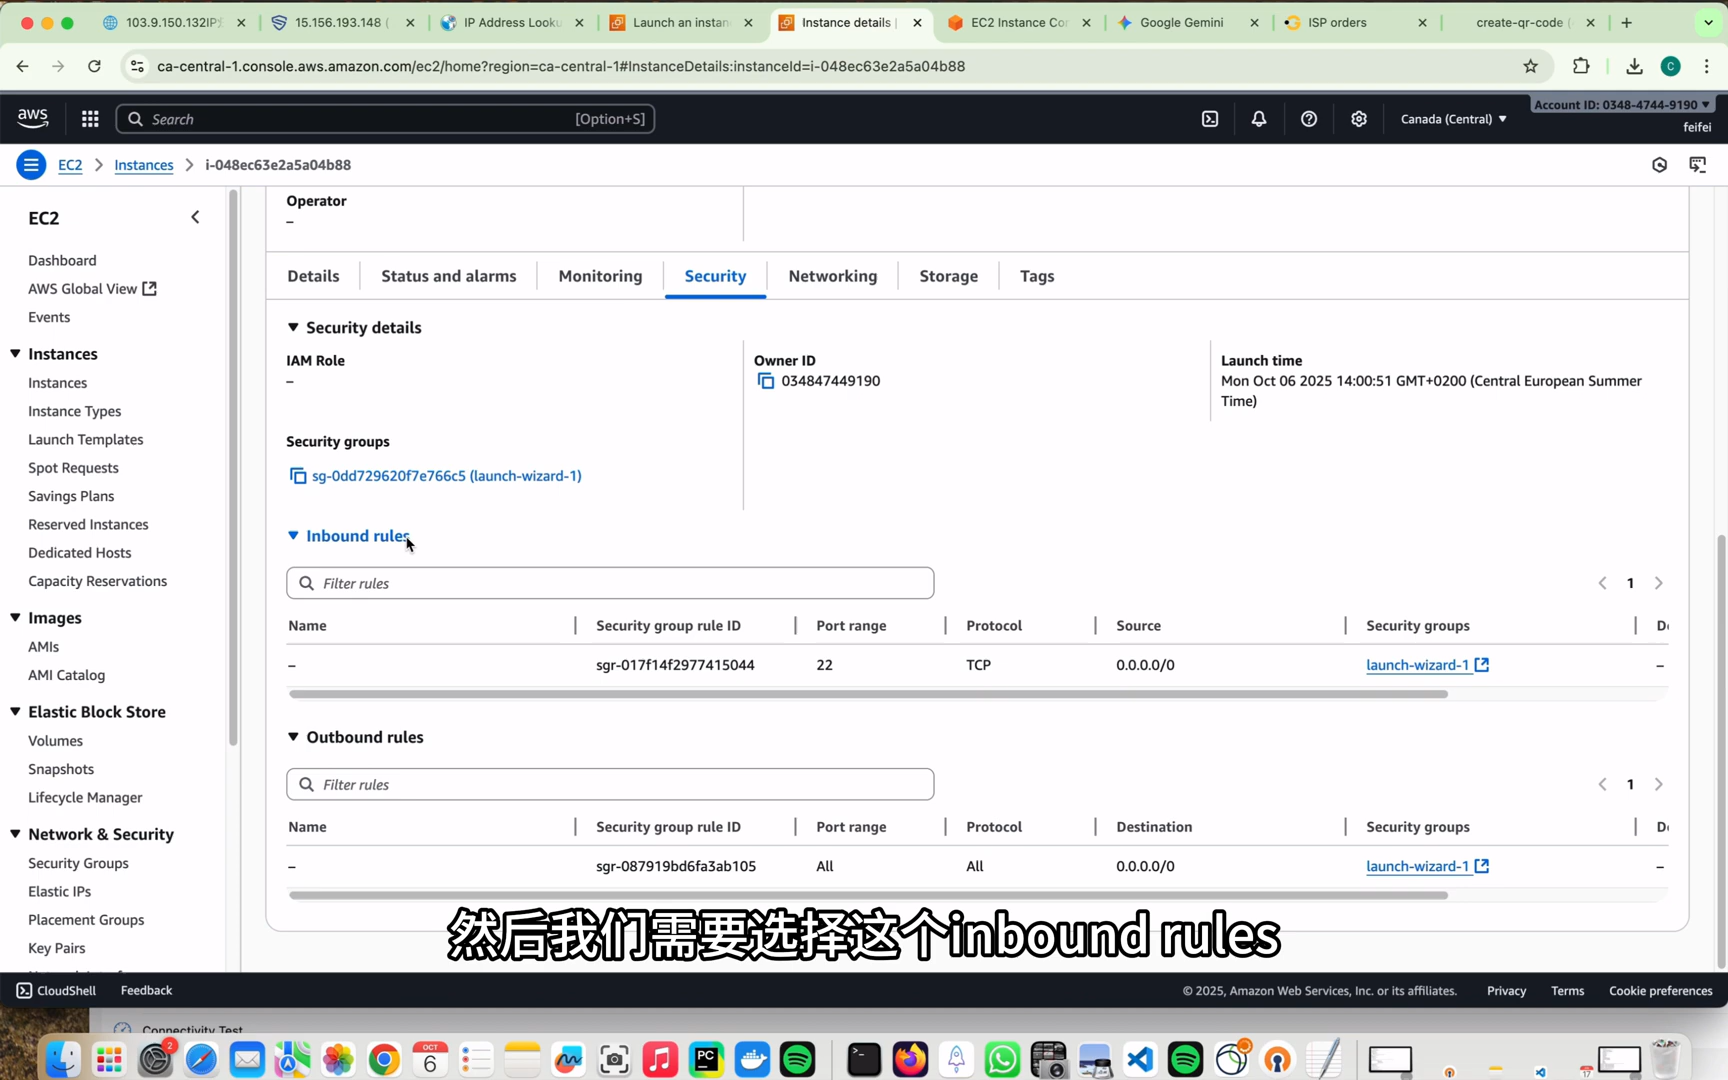 103.9.150.132IP
15.156.193.148 (
IP Address Looku
Launch an instan
Instance details |
EC2 Instance Co
Google Gemini
ISP orders
create-qr-code (
ca-central-1.console.aws.amazon.com/ec2/home?region=ca-central-1#InstanceDetails:instanceId=i-048ec63e2a5a04b88
C
aws
Search
[Option+S]
Canada (Central)
Account ID: 0348-4744-9190
feifei
EC2
Instances
i-048ec63e2a5a04b88
EC2
Dashboard
AWS Global View
Events
Instances
Instances
Instance Types
Launch Templates
Spot Requests
Savings Plans
Reserved Instances
Dedicated Hosts
Capacity Reservations
Images
AMIs
AMI Catalog
Elastic Block Store
Volumes
Snapshots
Lifecycle Manager
Network & Security
Security Groups
Elastic IPs
Placement Groups
Key Pairs
Operator
–
Details
Status and alarms
Monitoring
Security
Networking
Storage
Tags
Security details
IAM Role
–
Owner ID
034847449190
Launch time
Mon Oct 06 2025 14:00:51 GMT+0200 (Central European Summer
Time)
Security groups
sg-0dd729620f7e766c5 (launch-wizard-1)
Inbound rules
Filter rules
1
Name Security group rule ID Port range Protocol Source Security groups
– sgr-017f14f2977415044 22 TCP 0.0.0.0/0 launch-wizard-1 –
Outbound rules
Filter rules
1
Name Security group rule ID Port range Protocol Destination Security groups
– sgr-087919bd6fa3ab105 All All 0.0.0.0/0 launch-wizard-1 –
然后我们需要选择这个inbound rules
CloudShell
Feedback
© 2025, Amazon Web Services, Inc. or its affiliates.
Privacy
Terms
Cookie preferences
Connectivity Test
2
OCT
6
PC
17